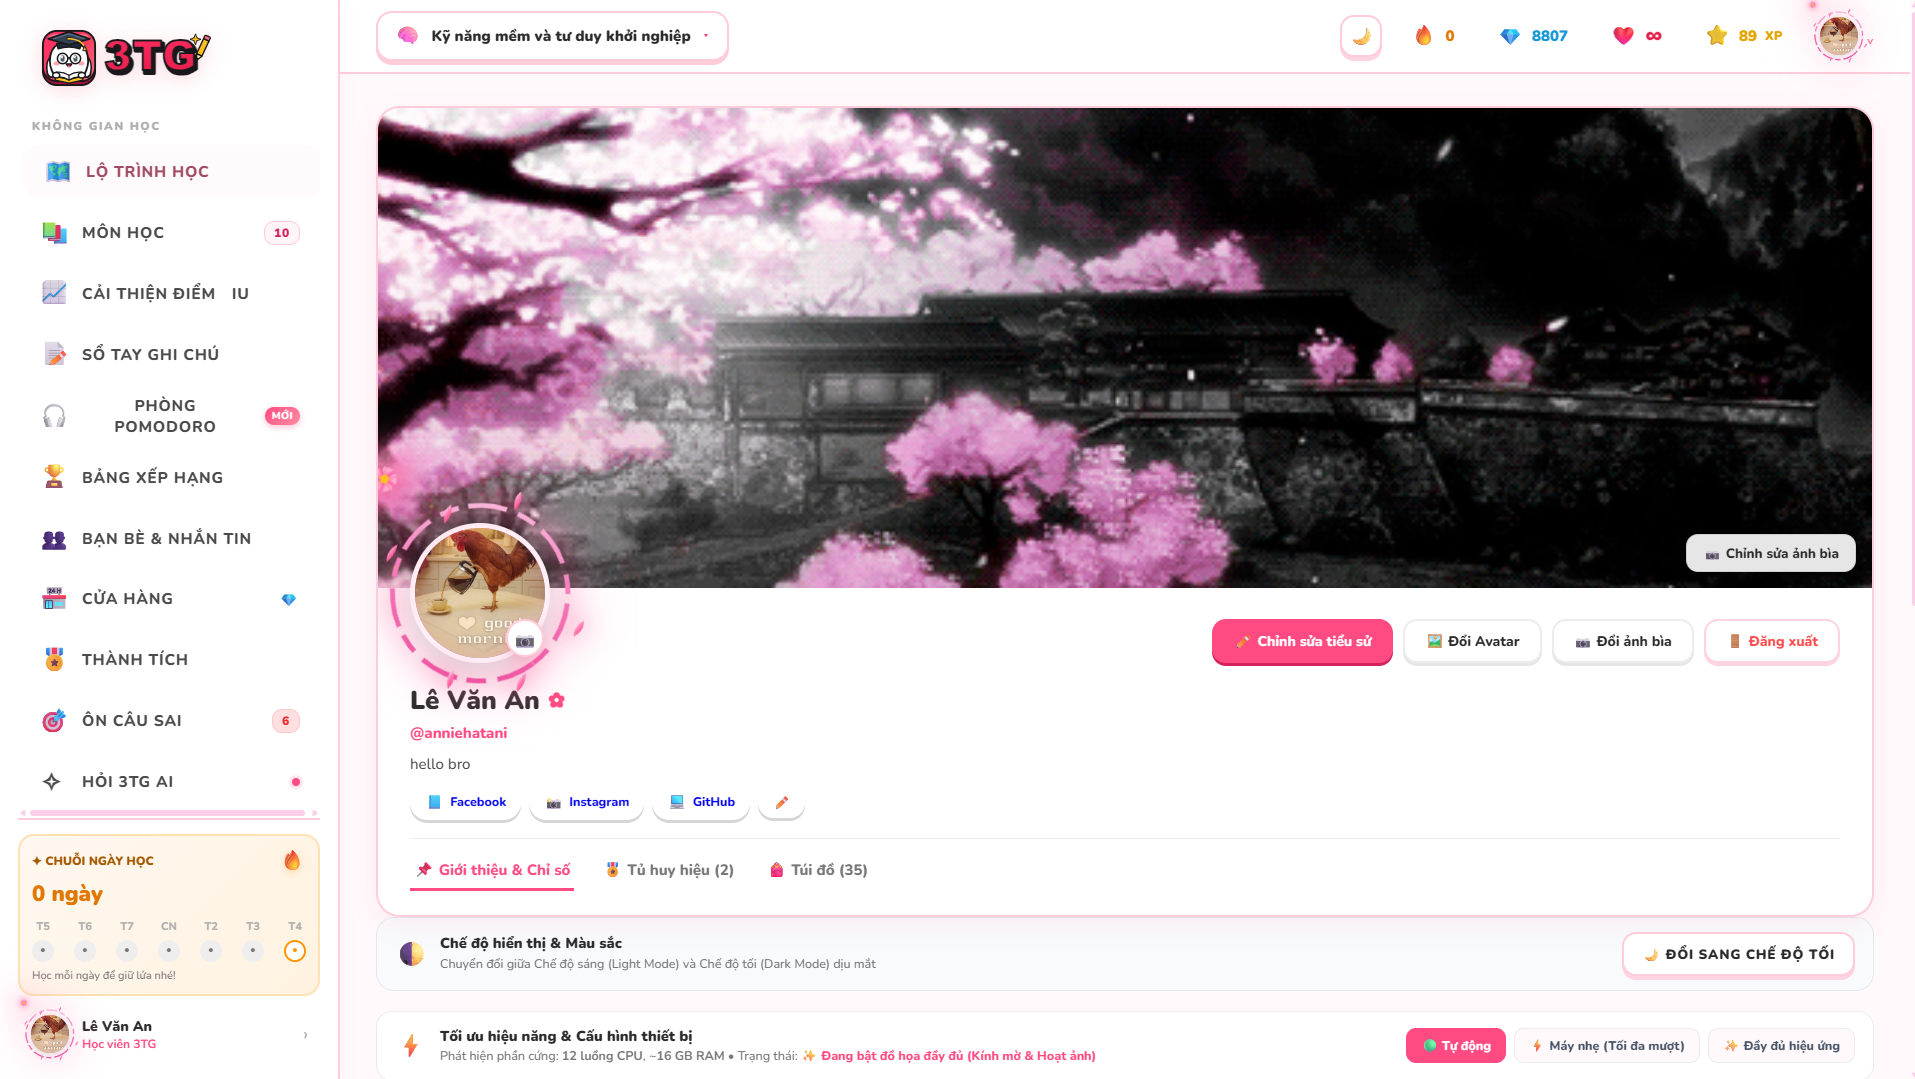 3TG
KHÔNG GIAN HỌC
LỘ TRÌNH HỌC
MÔN HỌC 10
CẢI THIỆN ĐIỂM IU
SỔ TAY GHI CHÚ
PHÒNG
POMODORO
MỚI
BẢNG XẾP HẠNG
BẠN BÈ & NHẮN TIN
CỬA HÀNG
THÀNH TÍCH
ÔN CÂU SAI 6
HỎI 3TG AI
✦ CHUỖI NGÀY HỌC
0 ngày
T5 T6 T7 CN T2 T3 T4
Học mỗi ngày để giữ lửa nhé!
Lê Văn An
Học viên 3TG
Kỹ năng mềm và tư duy khởi nghiệp
0 8807 ∞ 89 XP
Chỉnh sửa ảnh bìa
Chỉnh sửa tiểu sử
Đổi Avatar
Đổi ảnh bìa
Đăng xuất
Lê Văn An
@anniehatani
hello bro
Facebook
Instagram
GitHub
Giới thiệu & Chỉ số
Tủ huy hiệu (2)
Túi đồ (35)
Chế độ hiển thị & Màu sắc
Chuyển đổi giữa Chế độ sáng (Light Mode) và Chế độ tối (Dark Mode) dịu mắt
ĐỔI SANG CHẾ ĐỘ TỐI
Tối ưu hiệu năng & Cấu hình thiết bị
Phát hiện phần cứng: 12 luồng CPU, ~16 GB RAM • Trạng thái: ✨ Đang bật đồ họa đầy đủ (Kính mờ & Hoạt ảnh)
Tự động
Máy nhẹ (Tối đa mượt)
Đầy đủ hiệu ứng